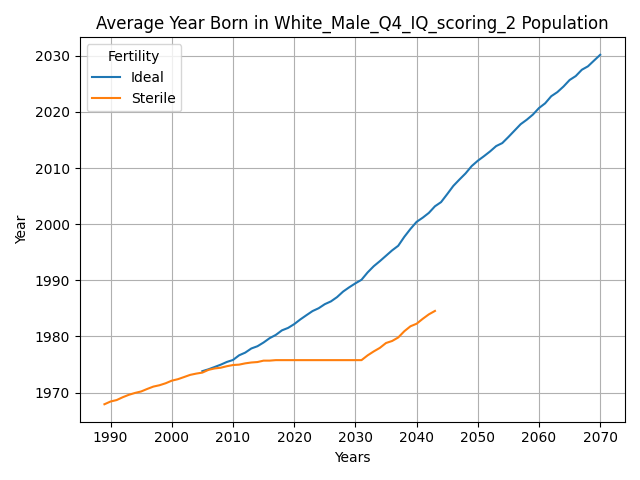 Average Year Born in White_Male_Q4_IQ_scoring_2 Population
Fertility
Ideal
Sterile
Year
2030
2020
2010
2000
1990
1980
1970
1990 2000 2010 2020 2030 2040 2050 2060 2070
Years